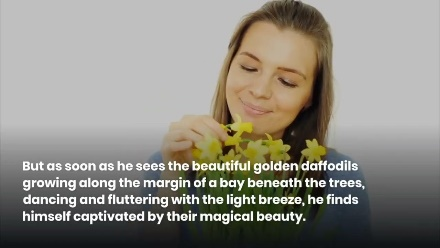 But as soon as he sees the beautiful golden daffodils
growing along the margin of a bay beneath the trees,
dancing and fluttering with the light breeze, he finds
himself captivated by their magical beauty.